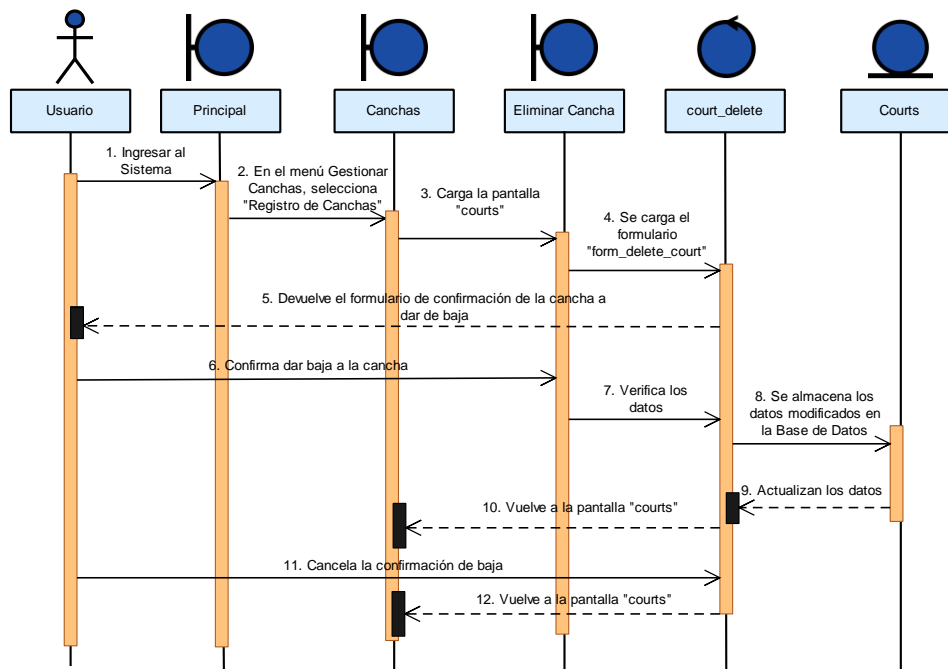 Usuario
Principal
Canchas
Eliminar Cancha
court_delete
Courts
1. Ingresar al
Sistema
2. En el menú Gestionar
Canchas, selecciona
"Registro de Canchas"
3. Carga la pantalla
"courts"
4. Se carga el
formulario
"form_delete_court"
5. Devuelve el formulario de confirmación de la cancha a
dar de baja
6. Confirma dar baja a la cancha
7. Verifica los
datos
8. Se almacena los
datos modificados en
la Base de Datos
9. Actualizan los datos
10. Vuelve a la pantalla "courts"
11. Cancela la confirmación de baja
12. Vuelve a la pantalla "courts"